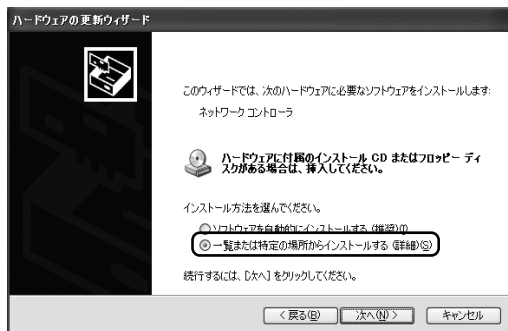 ハードウェアの更新ウィザード
このウィザードでは、次のハードウェアに必要なソフトウェアをインストールします:
ネットワーク コントローラ
ハードウェアに付属のインストール CD またはフロッピー ディ
スクがある場合は、挿入してください。
インストール方法を選んでください。
ソフトウェアを自動的にインストールする (推奨)(I)
一覧または特定の場所からインストールする (詳細)(S)
続行するには、[次へ] をクリックしてください。
< 戻る(B) 次へ(N) > キャンセル